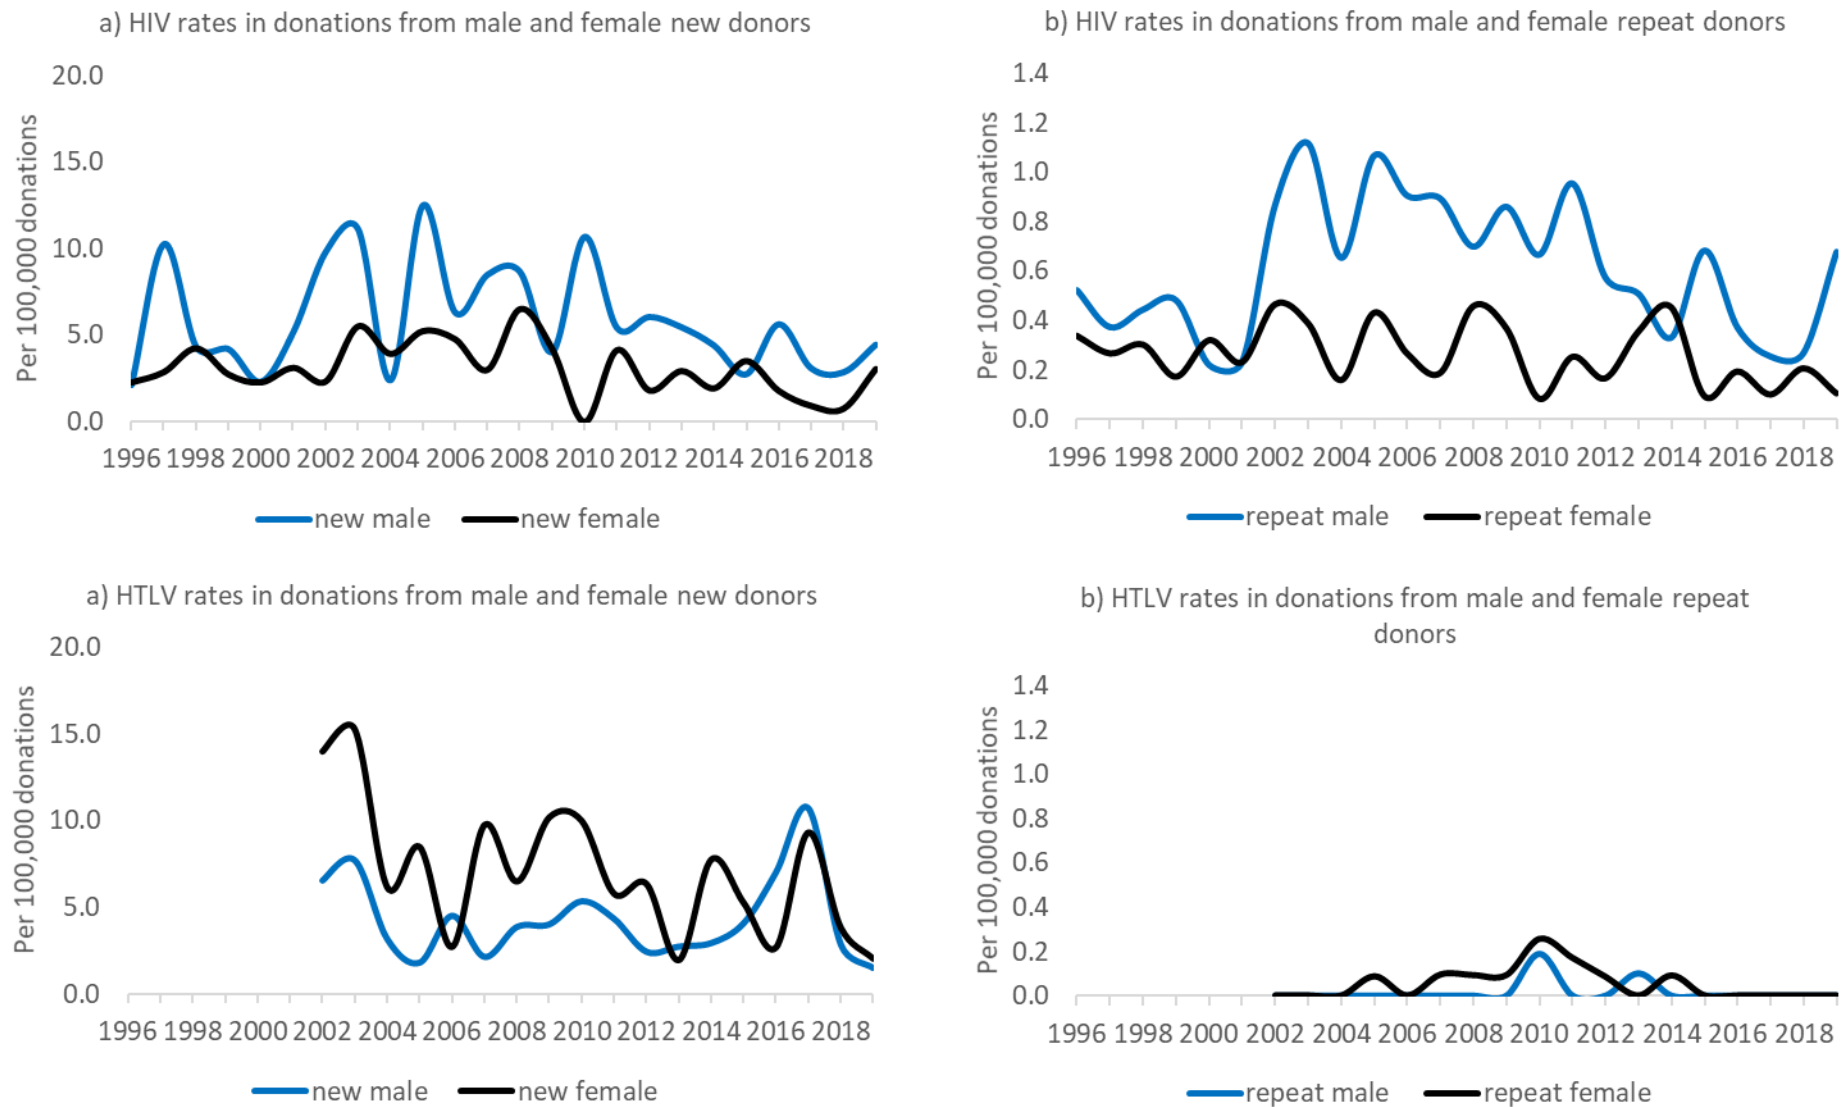 a) HIV rates in donations from male and female new donors
20.0
15.0
10.0
5.0
0.0
Per 100,000 donations
1996 1998 2000 2002 2004 2006 2008 2010 2012 2014 2016 2018
new male new female
b) HIV rates in donations from male and female repeat donors
1.4
1.2
1.0
0.8
0.6
0.4
0.2
0.0
Per 100,000 donations
1996 1998 2000 2002 2004 2006 2008 2010 2012 2014 2016 2018
repeat male repeat female
a) HTLV rates in donations from male and female new donors
20.0
15.0
10.0
5.0
0.0
Per 100,000 donations
1996 1998 2000 2002 2004 2006 2008 2010 2012 2014 2016 2018
new male new female
b) HTLV rates in donations from male and female repeat
donors
1.4
1.2
1.0
0.8
0.6
0.4
0.2
0.0
Per 100,000 donations
1996 1998 2000 2002 2004 2006 2008 2010 2012 2014 2016 2018
repeat male repeat female